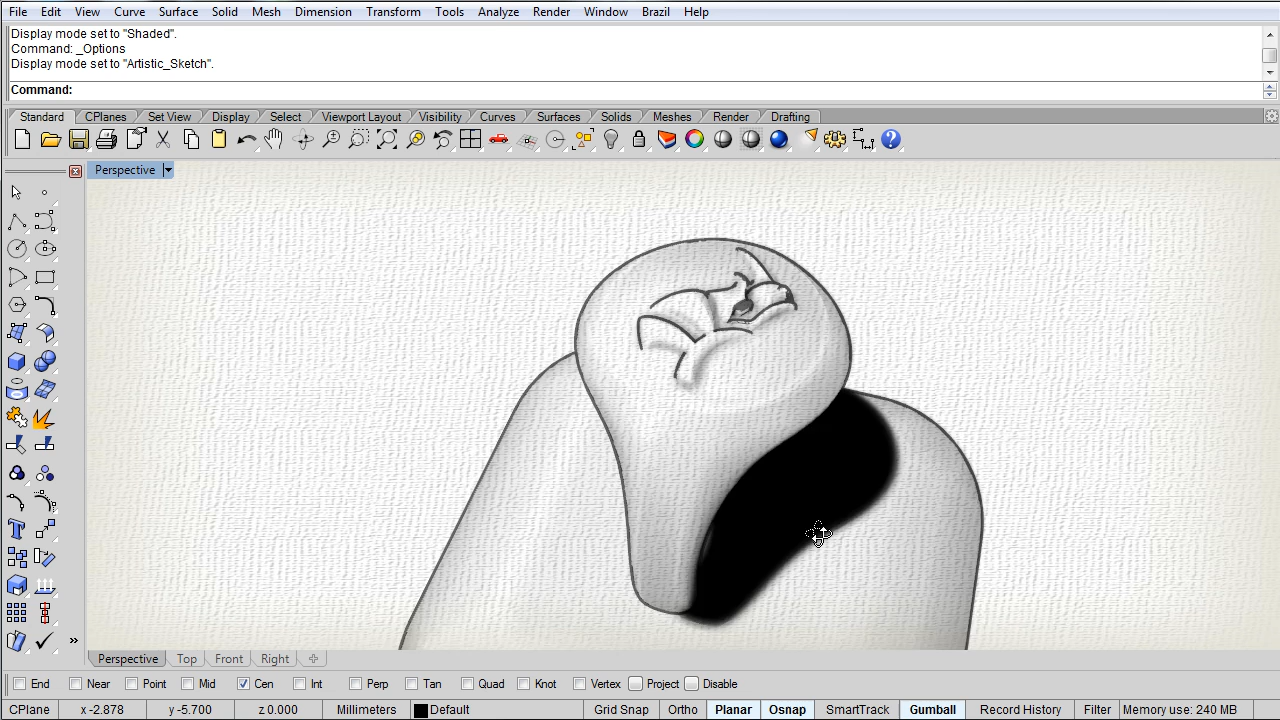 File Edit View Curve Surface Solid Mesh Dimension Transform Tools Analyze Render Window Brazil Help
Display mode set to "Shaded".
Command: _Options
Display mode set to "Artistic_Sketch".
Command:
Standard CPlanes Set View Display Select Viewport Layout Visibility Curves Surfaces Solids Meshes Render Drafting
Perspective
Perspective Top Front Right
End Near Point Mid Cen Int Perp Tan Quad Knot Vertex Project Disable
CPlane x -2.878 y -5.700 z 0.000 Millimeters Default Grid Snap Ortho Planar Osnap SmartTrack Gumball Record History Filter Memory use: 240 MB